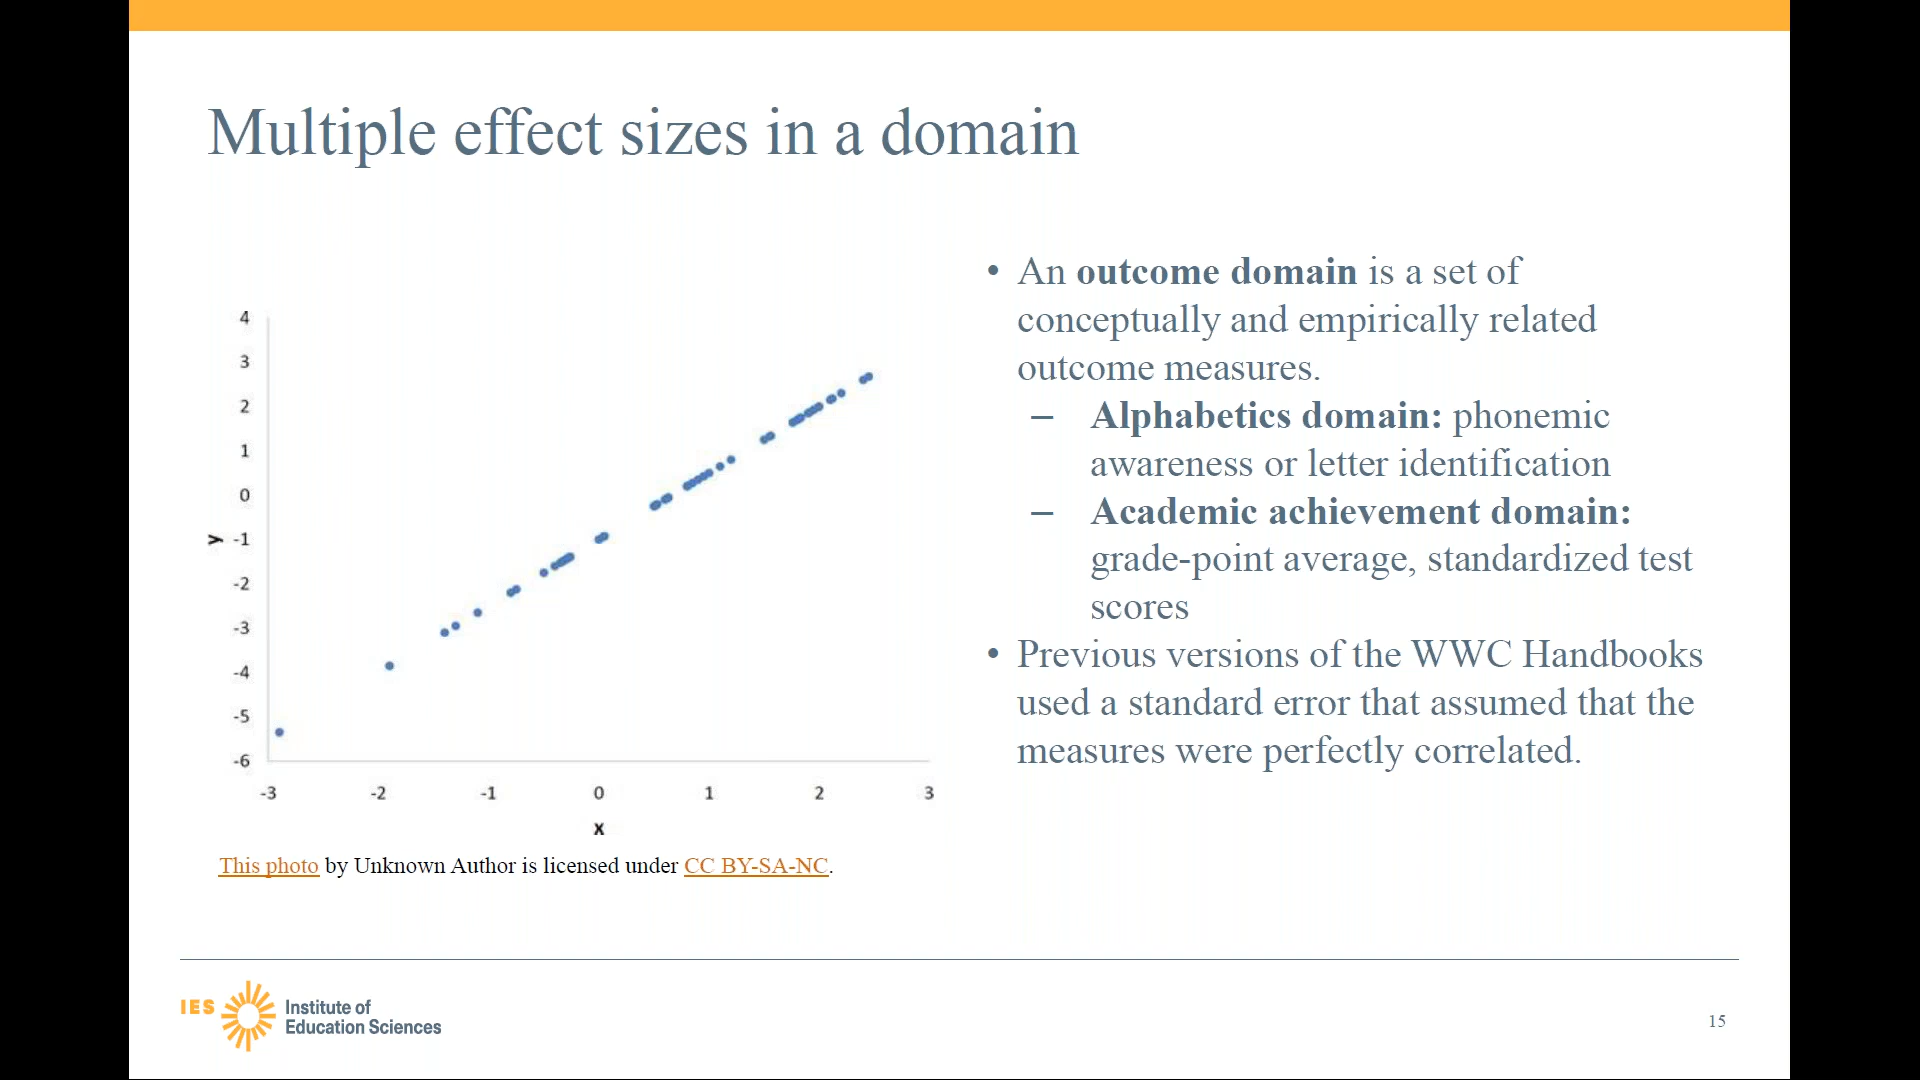 Multiple effect sizes in a domain
4
3
2
1
0
-1
-2
-3
-4
-5
-6
y
-3 -2 -1 0 1 2 3
x
This photo by Unknown Author is licensed under CC BY-SA-NC.
• An outcome domain is a set of
conceptually and empirically related
outcome measures.
– Alphabetics domain: phonemic
awareness or letter identification
– Academic achievement domain:
grade-point average, standardized test
scores
• Previous versions of the WWC Handbooks
used a standard error that assumed that the
measures were perfectly correlated.
IES Institute of
Education Sciences
15